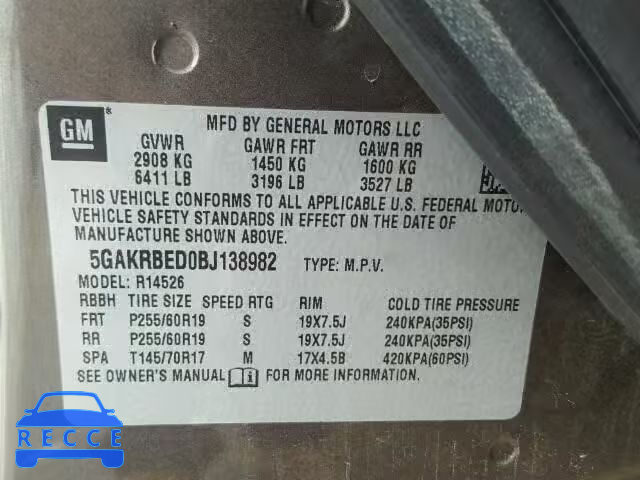 GM
MFD BY GENERAL MOTORS LLC
GVWR GAWR FRT GAWR RR
2908 KG 1450 KG 1600 KG
6411 LB 3196 LB 3527 LB
THIS VEHICLE CONFORMS TO ALL APPLICABLE U.S. FEDERAL MOTO
VEHICLE SAFETY STANDARDS IN EFFECT ON THE DATE OF
MANUFACTURE SHOWN ABOVE.
5GAKRBED0BJ138982 TYPE: M.P.V.
MODEL: R14526
RBBH TIRE SIZE SPEED RTG RIM COLD TIRE PRESSURE
FRT P255/60R19 S 19X7.5J 240KPA(35PSI)
RR P255/60R19 S 19X7.5J 240KPA(35PSI)
SPA T145/70R17 M 17X4.5B 420KPA(60PSI)
SEE OWNER'S MANUAL FOR MORE INFORMATION.
RECCE